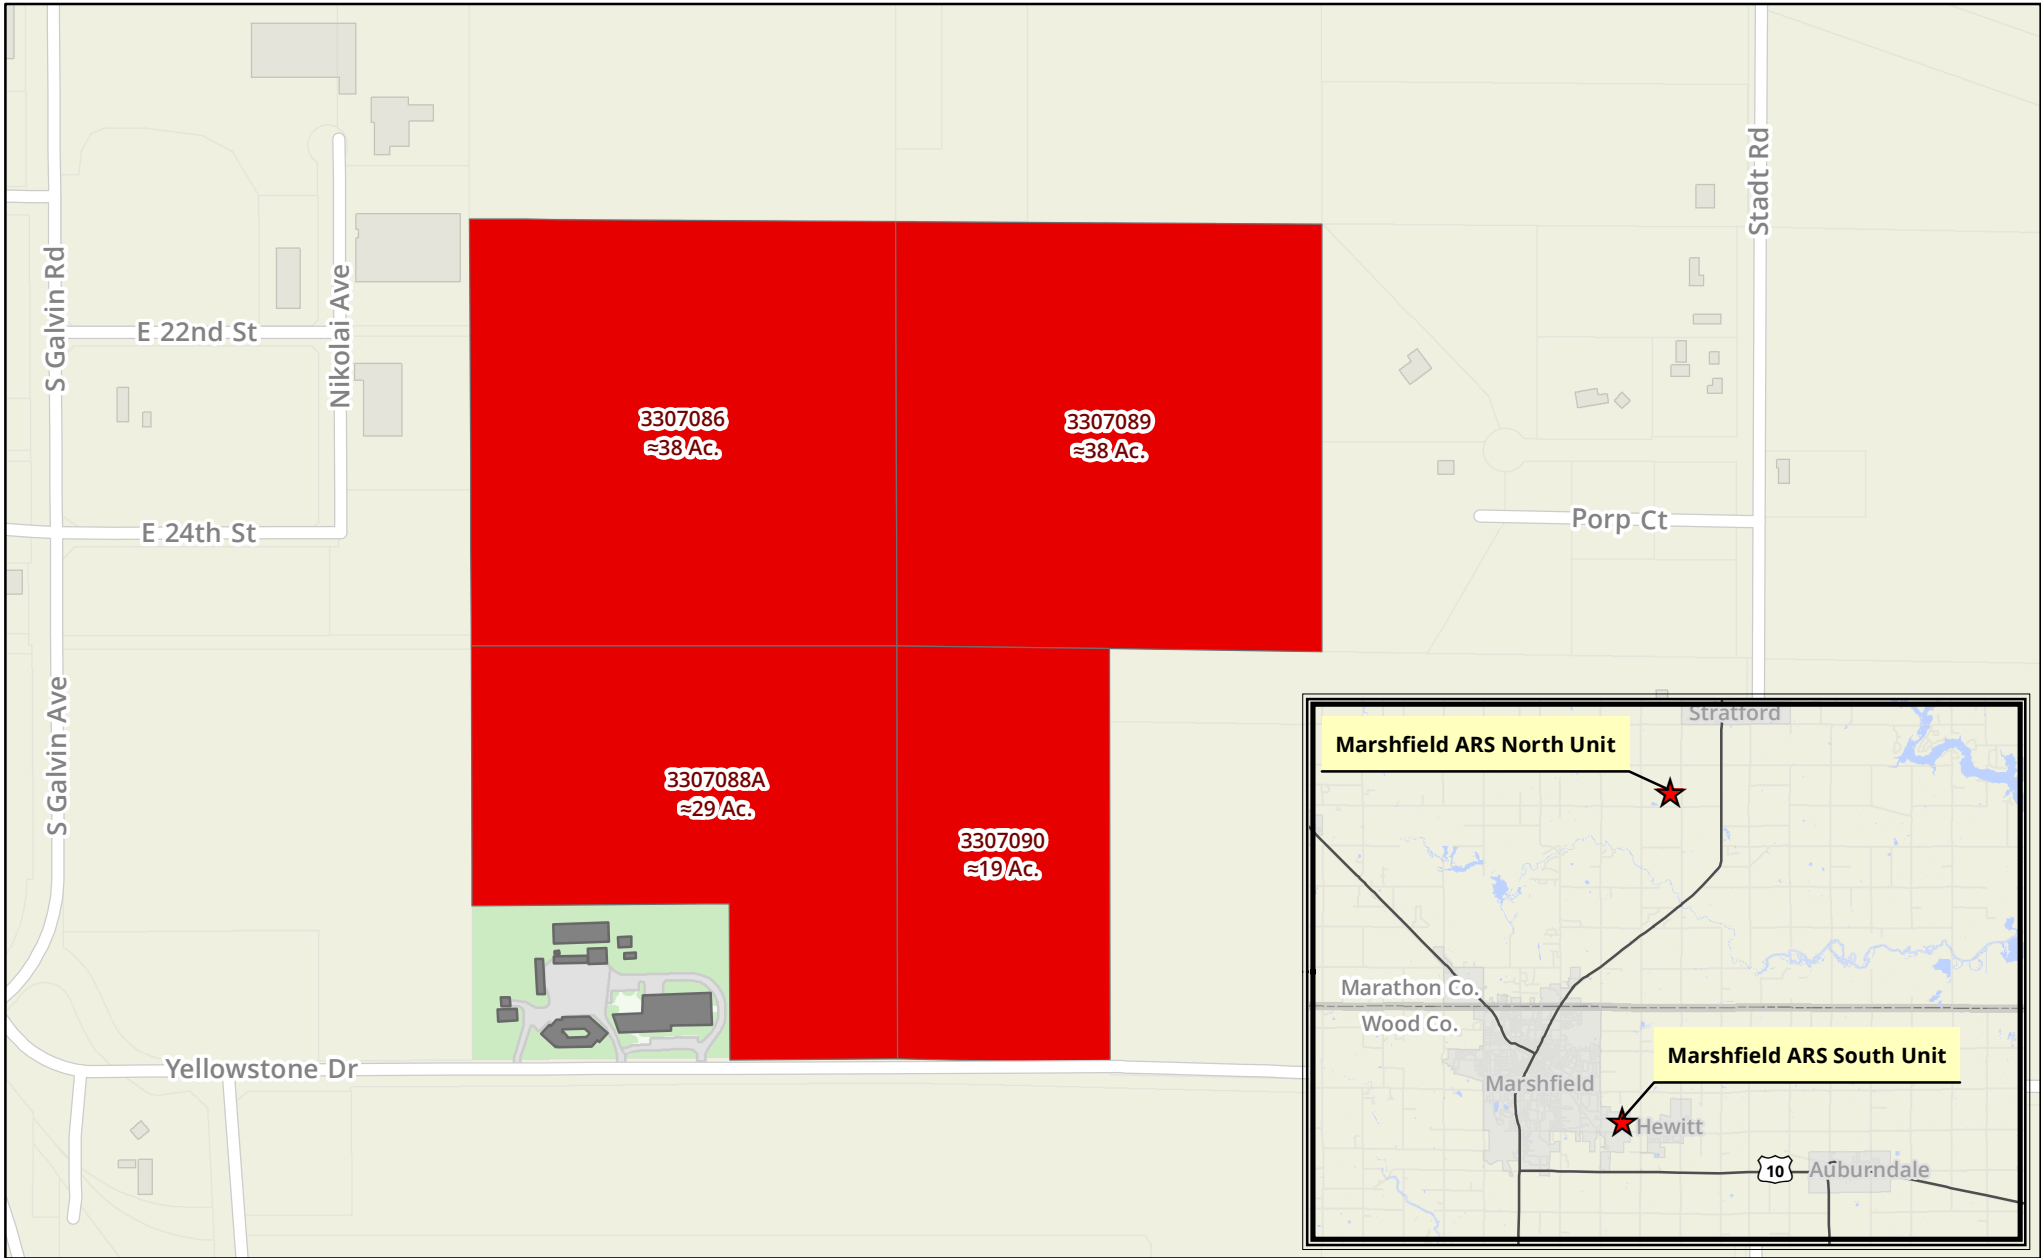 Stadt Rd
S Galvin Rd
Nikolai Ave
E 22nd St
3307086
≈38 Ac.
3307089
≈38 Ac.
Porp Ct
E 24th St
S Galvin Ave
3307088A
≈29 Ac.
3307090
≈19 Ac.
Yellowstone Dr
Stratford
Marshfield ARS North Unit
Marathon Co.
Wood Co.
Marshfield ARS South Unit
Marshfield
Hewitt
10
Auburndale